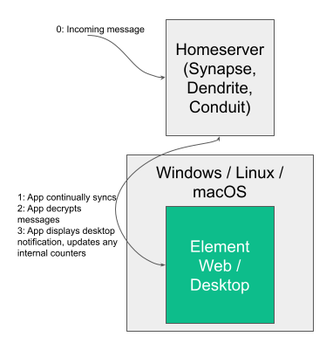 0: Incoming message
Homeserver
(Synapse,
Dendrite,
Conduit)
Windows / Linux /
macOS
1: App continually syncs
2: App decrypts
messages
3: App displays desktop
notification, updates any
internal counters
Element
Web /
Desktop